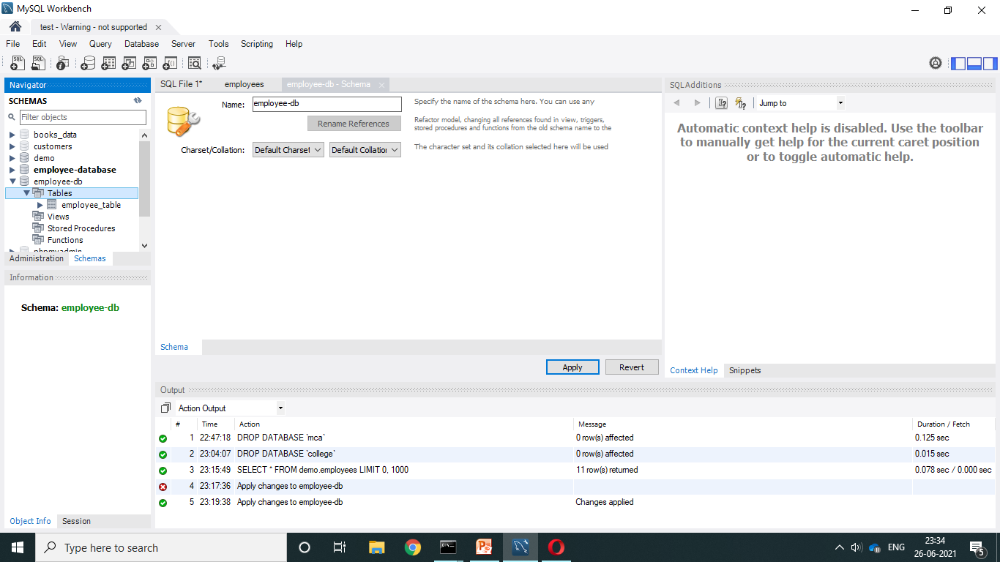 MySQL Workbench
test - Warning - not supported
File Edit View Query Database Server Tools Scripting Help
Navigator
SCHEMAS
Filter objects
books_data
customers
demo
employee-database
employee-db
Tables
employee_table
Views
Stored Procedures
Functions
phpmyadmin
Administration Schemas
Information
Schema: employee-db
Object Info Session
SQL File 1* employees employee-db - Schema
Name: employee-db Specify the name of the schema here. You can use any
Rename References Refactor model, changing all references found in view, triggers,
stored procedures and functions from the old schema name to the
Charset/Collation: Default Charset Default Collation The character set and its collation selected here will be used
Schema
Apply Revert
SQLAdditions
Jump to
Automatic context help is disabled. Use the toolbar
to manually get help for the current caret position
or to toggle automatic help.
Context Help Snippets
Output
Action Output
# Time Action Message Duration / Fetch
1 22:47:18 DROP DATABASE `mca` 0 row(s) affected 0.125 sec
2 23:04:07 DROP DATABASE `college` 0 row(s) affected 0.015 sec
3 23:15:49 SELECT * FROM demo.employees LIMIT 0, 1000 11 row(s) returned 0.078 sec / 0.000 sec
4 23:17:36 Apply changes to employee-db
5 23:19:38 Apply changes to employee-db Changes applied
Type here to search
ENG
23:34
26-06-2021
5